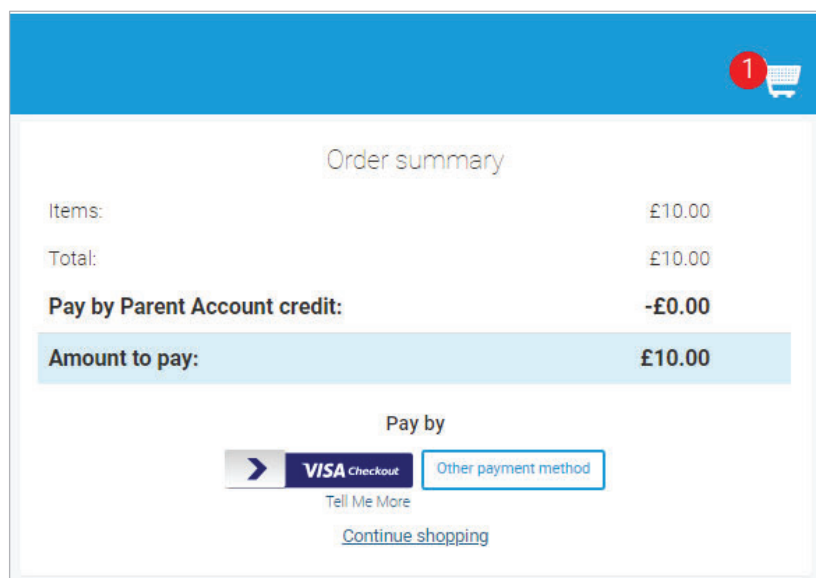 1
Order summary
Items: £10.00
Total: £10.00
Pay by Parent Account credit: -£0.00
Amount to pay: £10.00
Pay by
VISA Checkout Other payment method
Tell Me More
Continue shopping